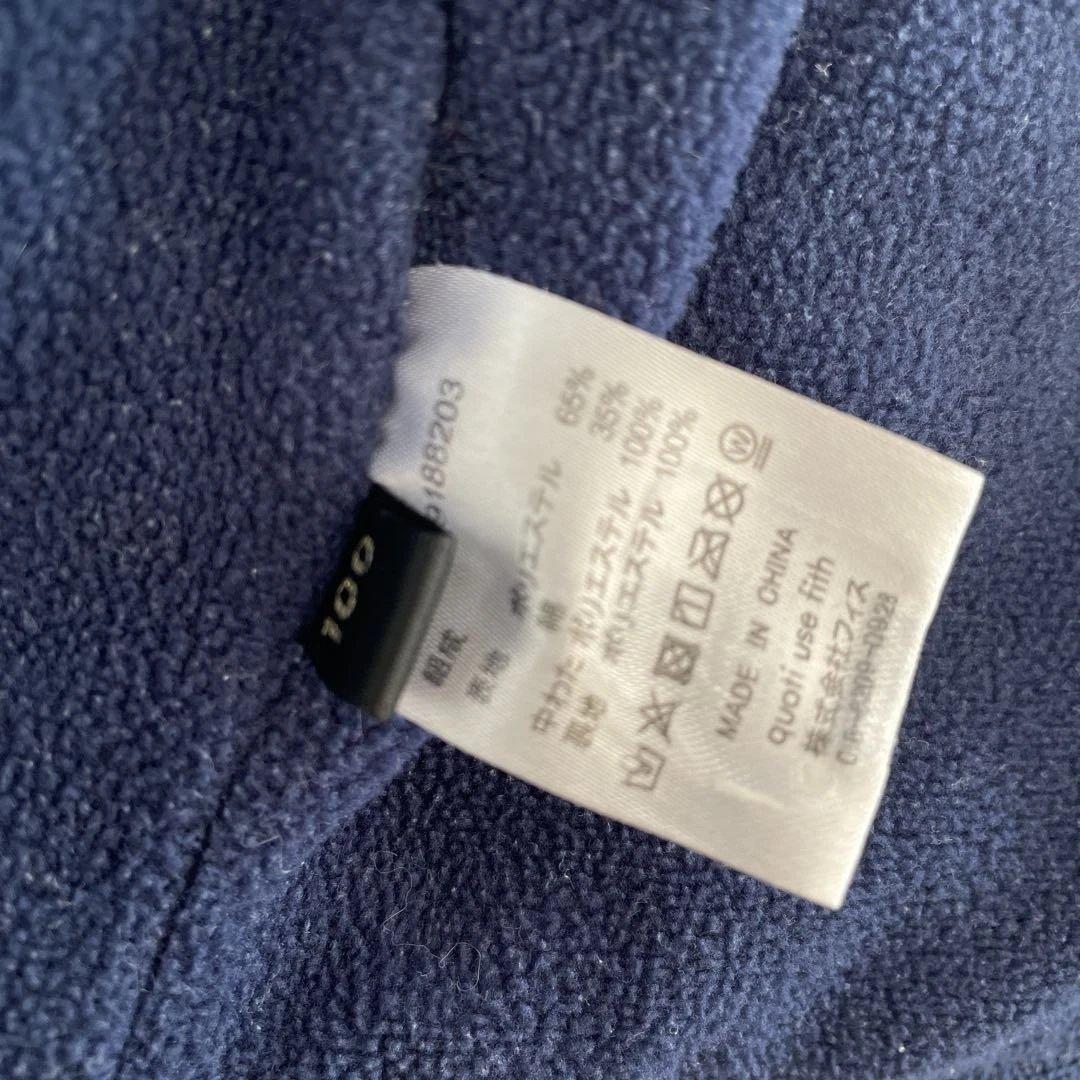 100
188203
組成
表地 ポリエステル 65%
綿 35%
中わた ポリエステル 100%
裏地 ポリエステル 100%
MADE IN CHINA
quoti use fith
株式会社フィス